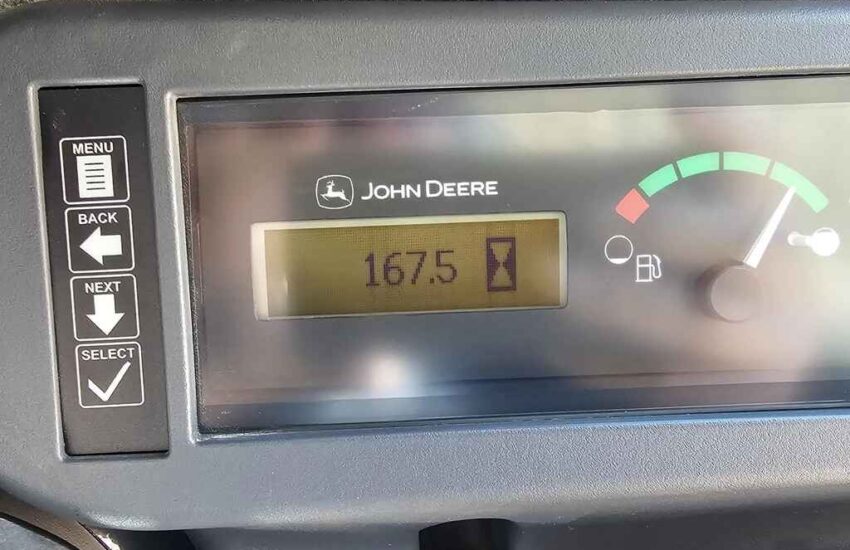 MENU
BACK
NEXT
SELECT
JOHN DEERE
167.5